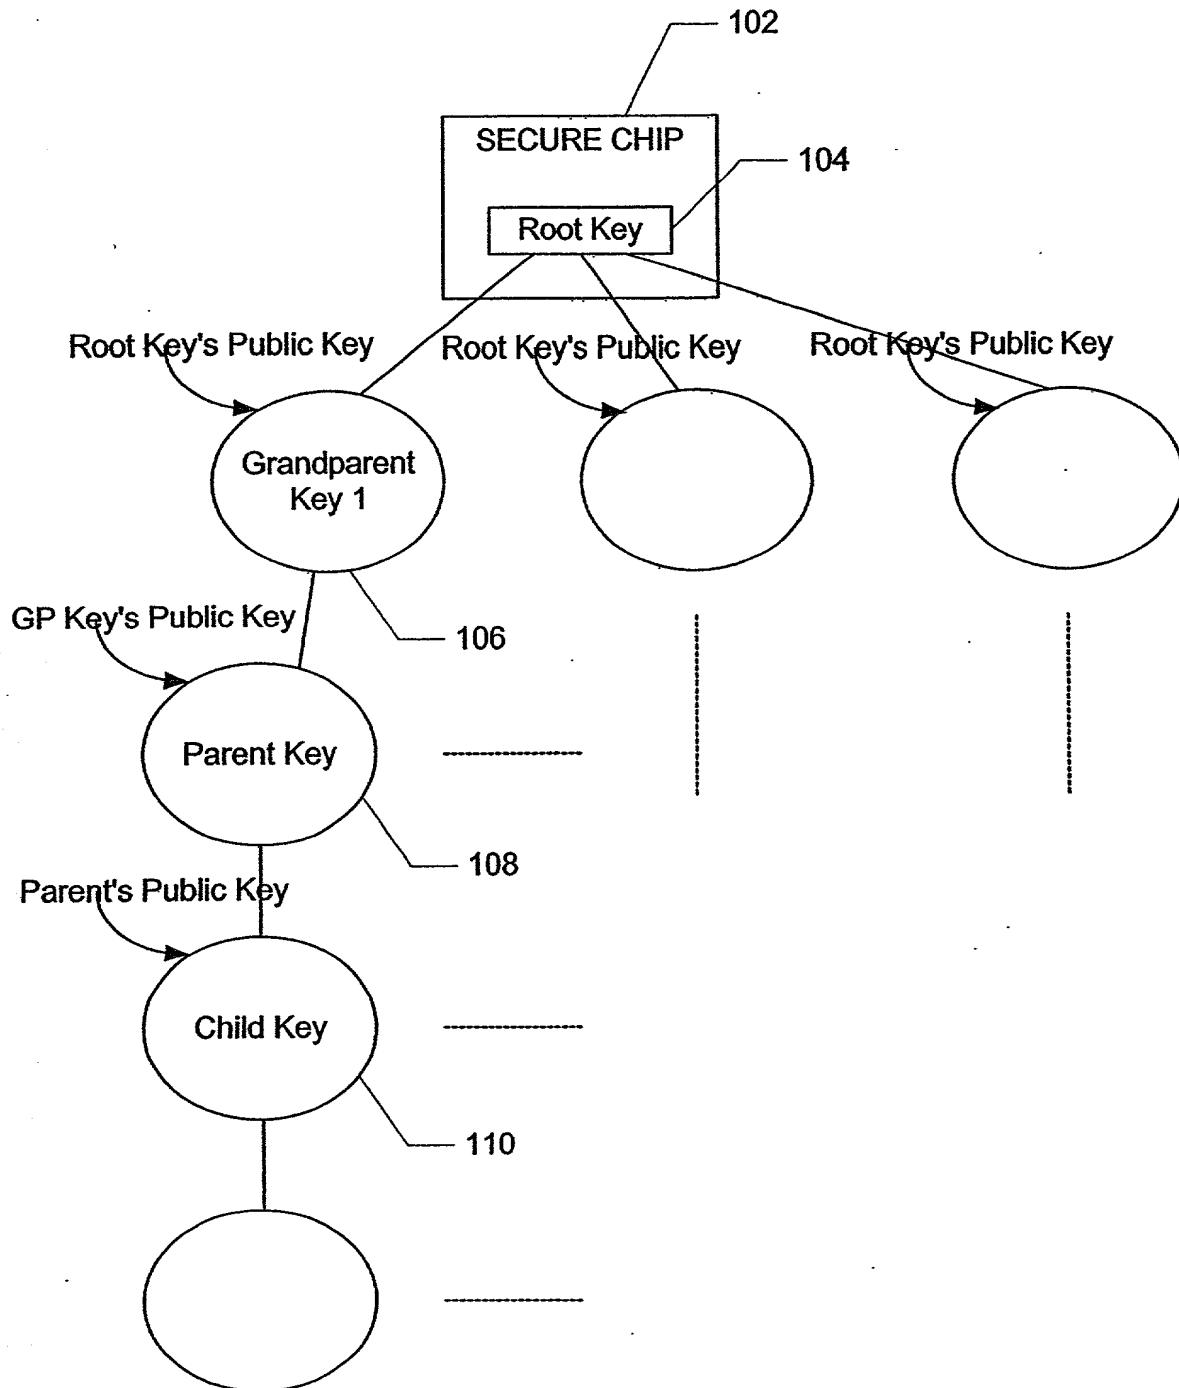 102
SECURE CHIP
104
Root Key
Root Key's Public Key
Root Key's Public Key
Root Key's Public Key
Grandparent
Key 1
GP Key's Public Key
106
Parent Key
108
Parent's Public Key
Child Key
110